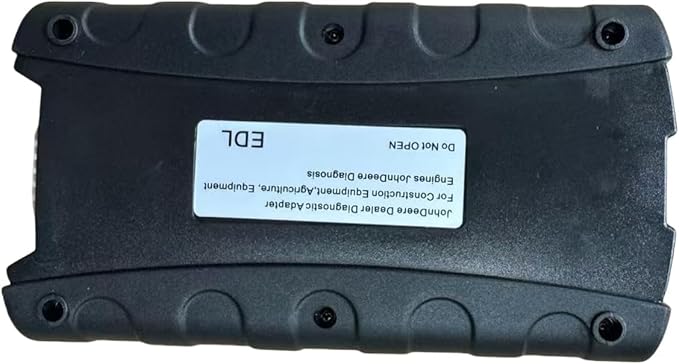 JohnDeere Dealer Diagnostic Adapter
For Construction Equipment,Agriculture, Equipment
Engines JohnDeere Diagnosis
Do Not OPEN
EDL